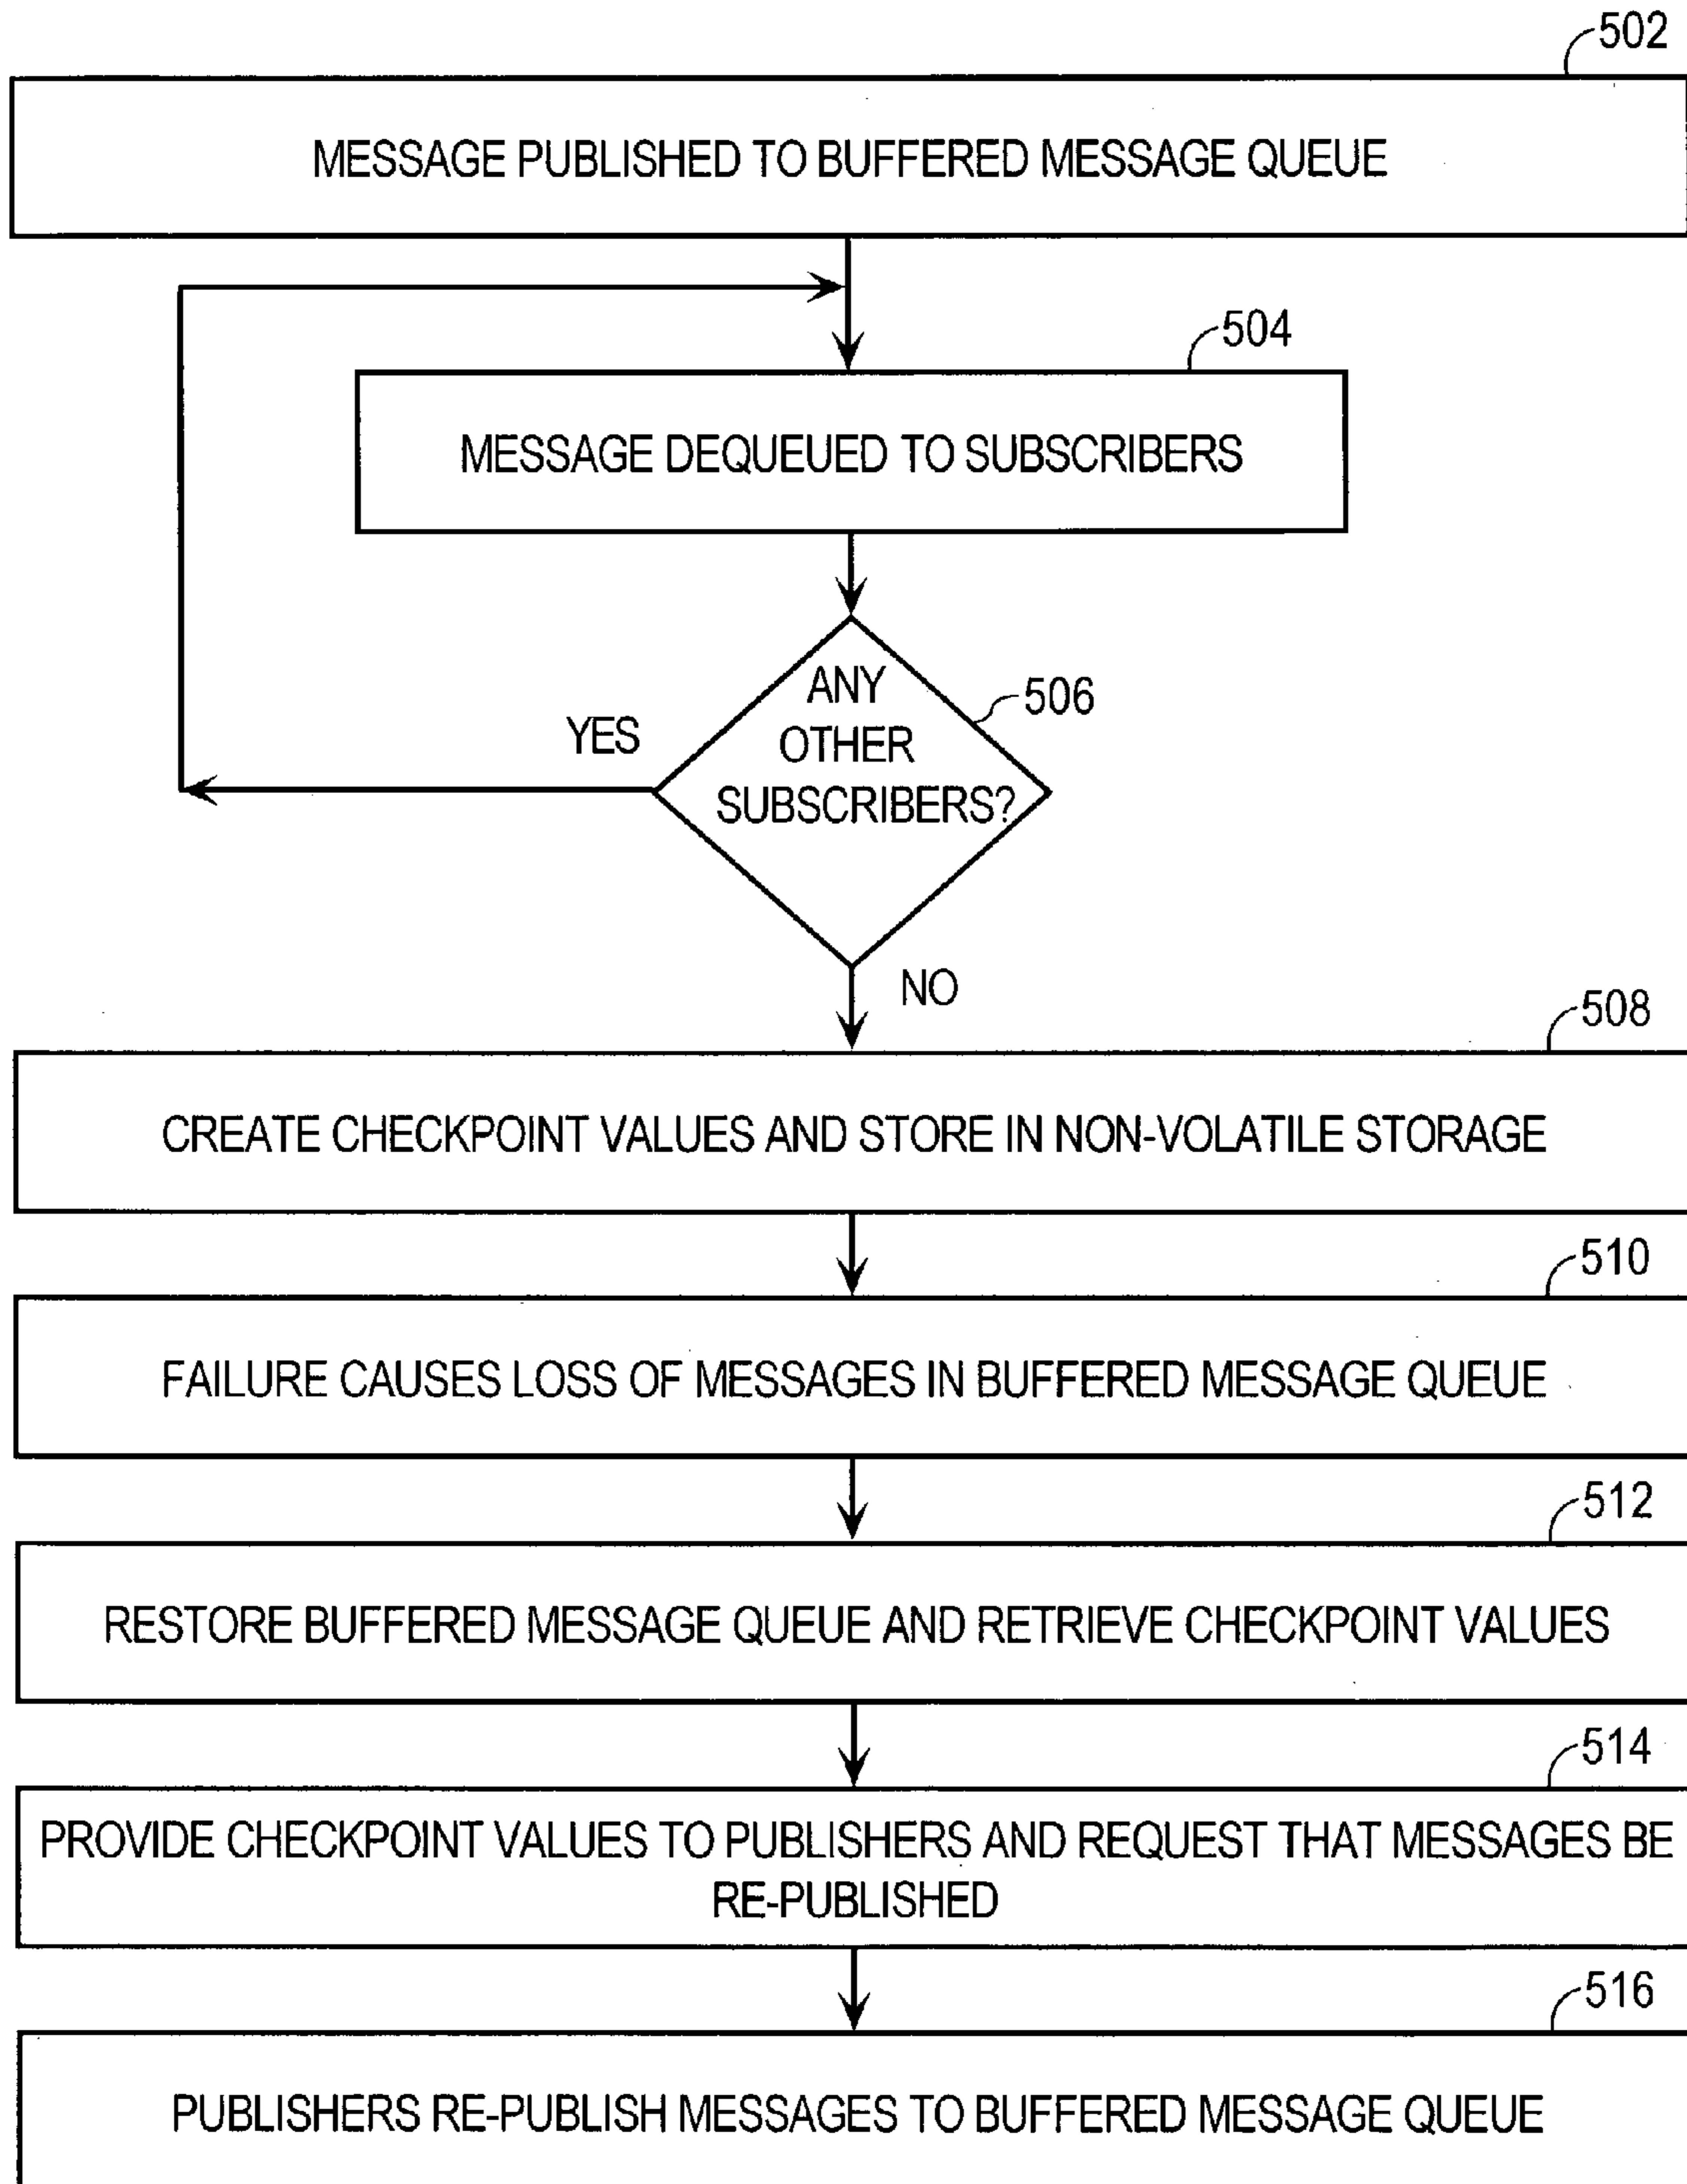 502
MESSAGE PUBLISHED TO BUFFERED MESSAGE QUEUE
504
MESSAGE DEQUEUED TO SUBSCRIBERS
506
ANY
OTHER
SUBSCRIBERS?
YES
NO
508
CREATE CHECKPOINT VALUES AND STORE IN NON-VOLATILE STORAGE
510
FAILURE CAUSES LOSS OF MESSAGES IN BUFFERED MESSAGE QUEUE
512
RESTORE BUFFERED MESSAGE QUEUE AND RETRIEVE CHECKPOINT VALUES
514
PROVIDE CHECKPOINT VALUES TO PUBLISHERS AND REQUEST THAT MESSAGES BE
RE-PUBLISHED
516
PUBLISHERS RE-PUBLISH MESSAGES TO BUFFERED MESSAGE QUEUE